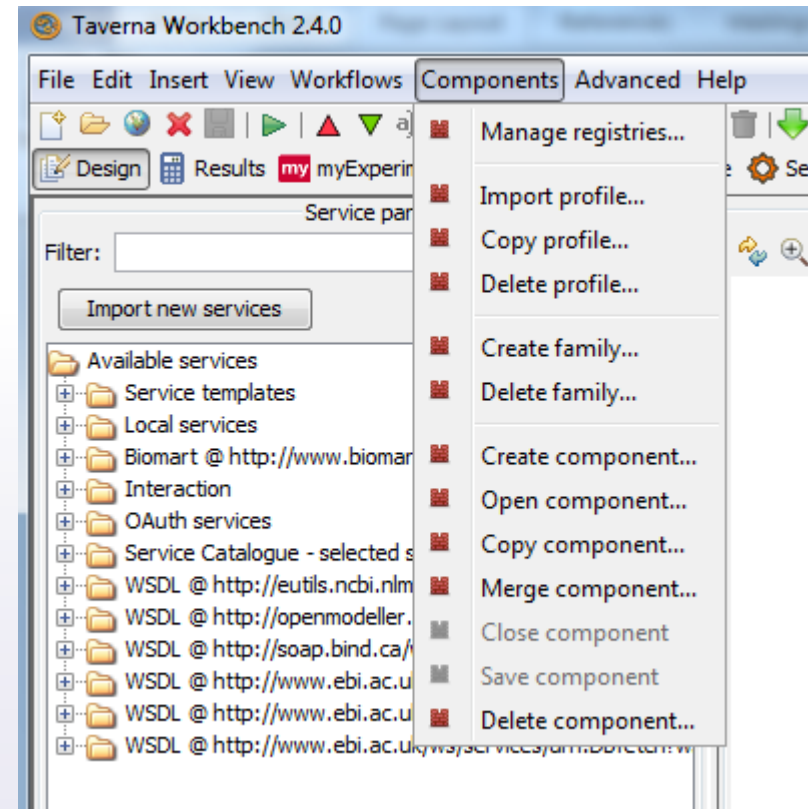 Taverna Workbench 2.4.0
File Edit Insert View Workflows Components Advanced Help
Design Results my myExperim Se
Manage registries...
Import profile...
Copy profile...
Delete profile...
Create family...
Delete family...
Create component...
Open component...
Copy component...
Merge component...
Close component
Save component
Delete component...
Service pan
Filter:
Import new services
Available services
Service templates
Local services
Biomart @ http://www.biomar
Interaction
OAuth services
Service Catalogue - selected s
WSDL @ http://eutils.ncbi.nlm
WSDL @ http://openmodeller.
WSDL @ http://soap.bind.ca/
WSDL @ http://www.ebi.ac.u
WSDL @ http://www.ebi.ac.u
WSDL @ http://www.ebi.ac.uk/ws/services/